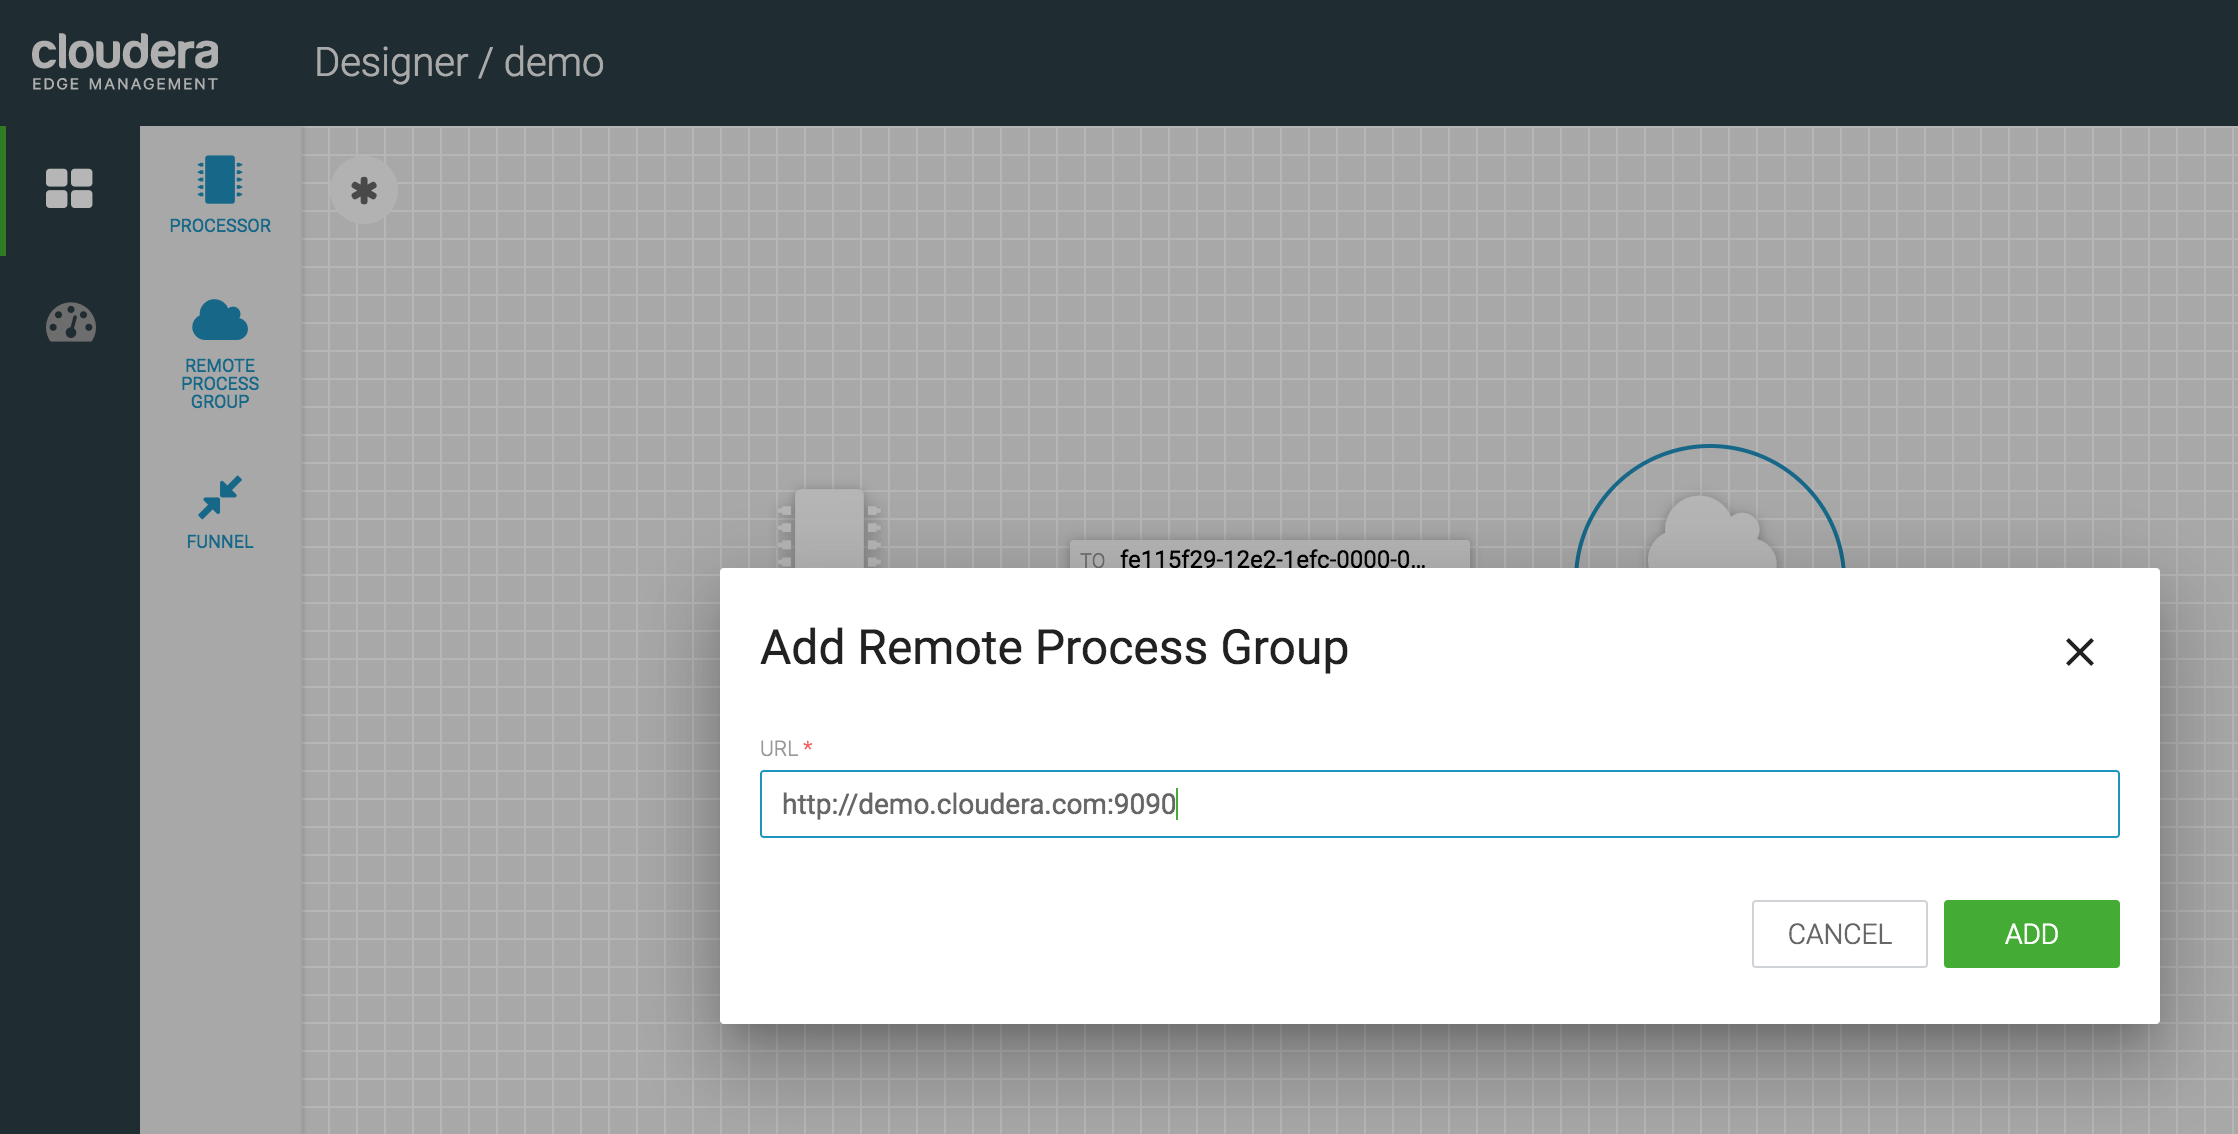 cloudera
EDGE MANAGEMENT
Designer / demo
PROCESSOR
REMOTE
PROCESS
GROUP
FUNNEL
TO fe115f29-12e2-1efc-0000-0...
Add Remote Process Group
URL *
http://demo.cloudera.com:9090
CANCEL
ADD